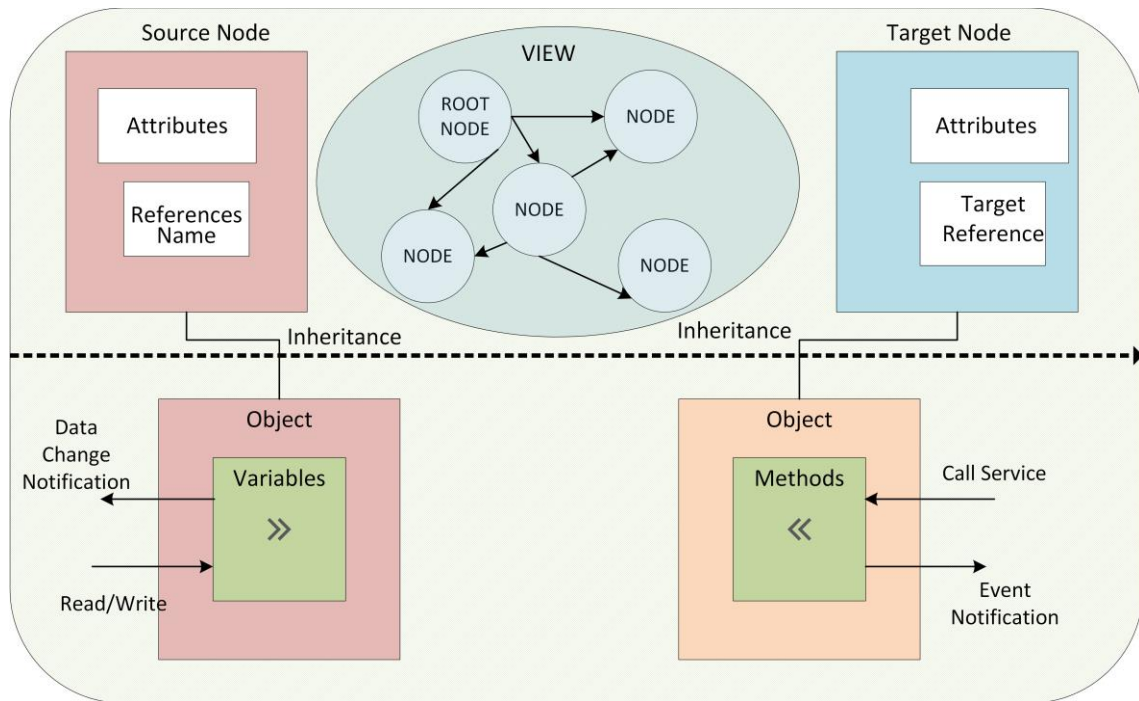 Source Node
Attributes
References
Name
VIEW
ROOT
NODE
NODE
NODE
NODE
NODE
Target Node
Attributes
Target
Reference
Inheritance
Inheritance
Object
Variables
Data
Change
Notification
Read/Write
Object
Methods
Call Service
Event
Notification